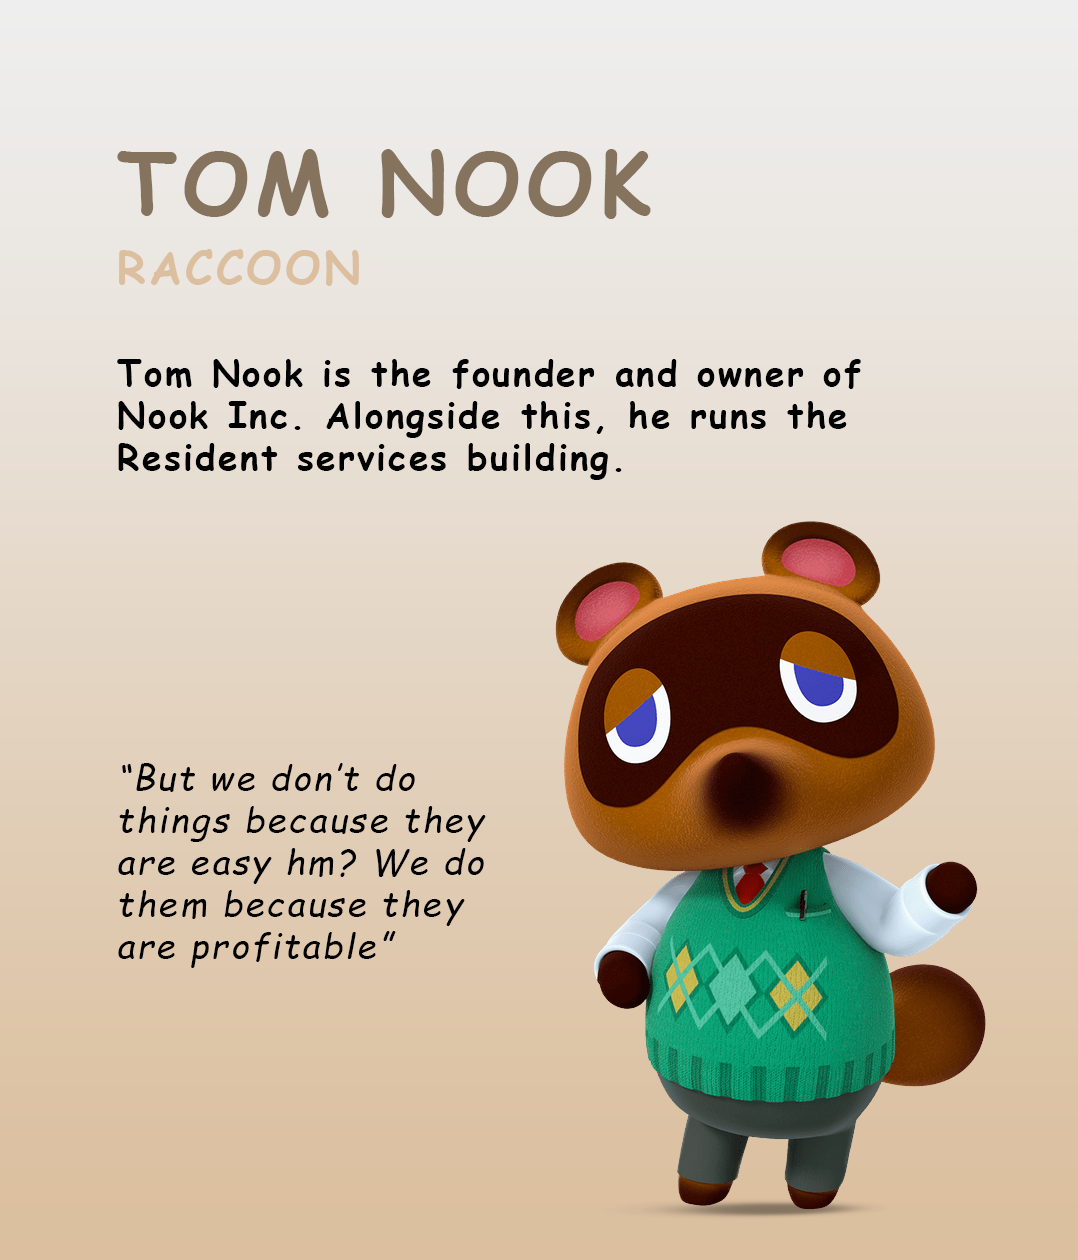 TOM NOOK
RACCOON
Tom Nook is the founder and owner of
Nook Inc. Alongside this, he runs the
Resident services building.
“But we don’t do
things because they
are easy hm? We do
them because they
are profitable”